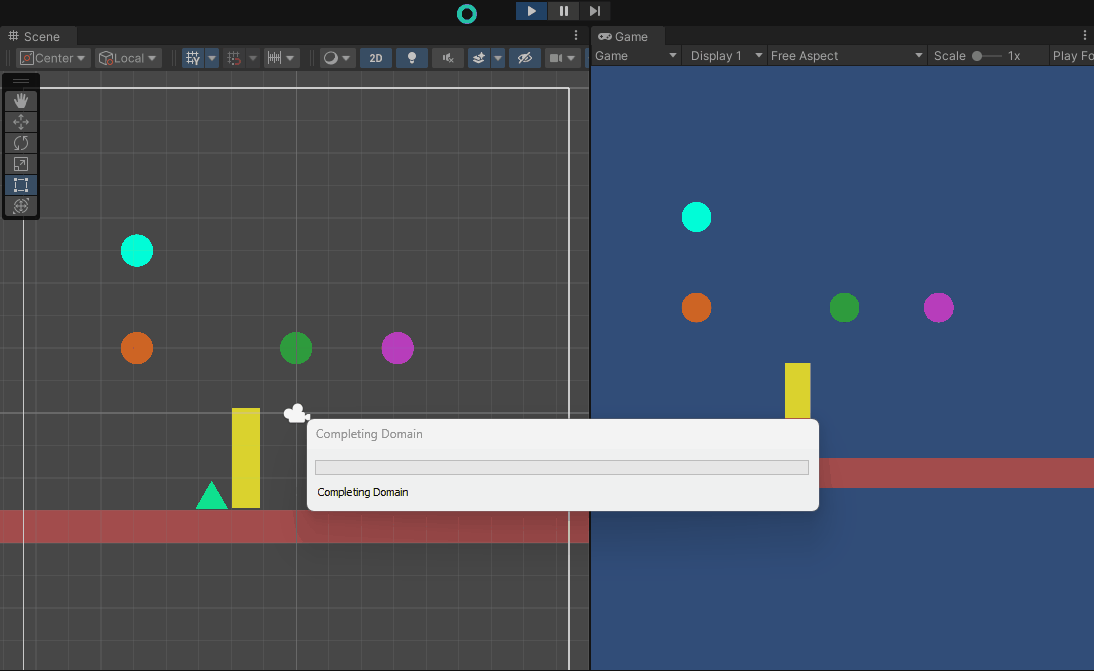 Scene
Game
Center
Local
2D
Game
Display 1
Free Aspect
Scale
1x
Play Fo
Completing Domain
Completing Domain